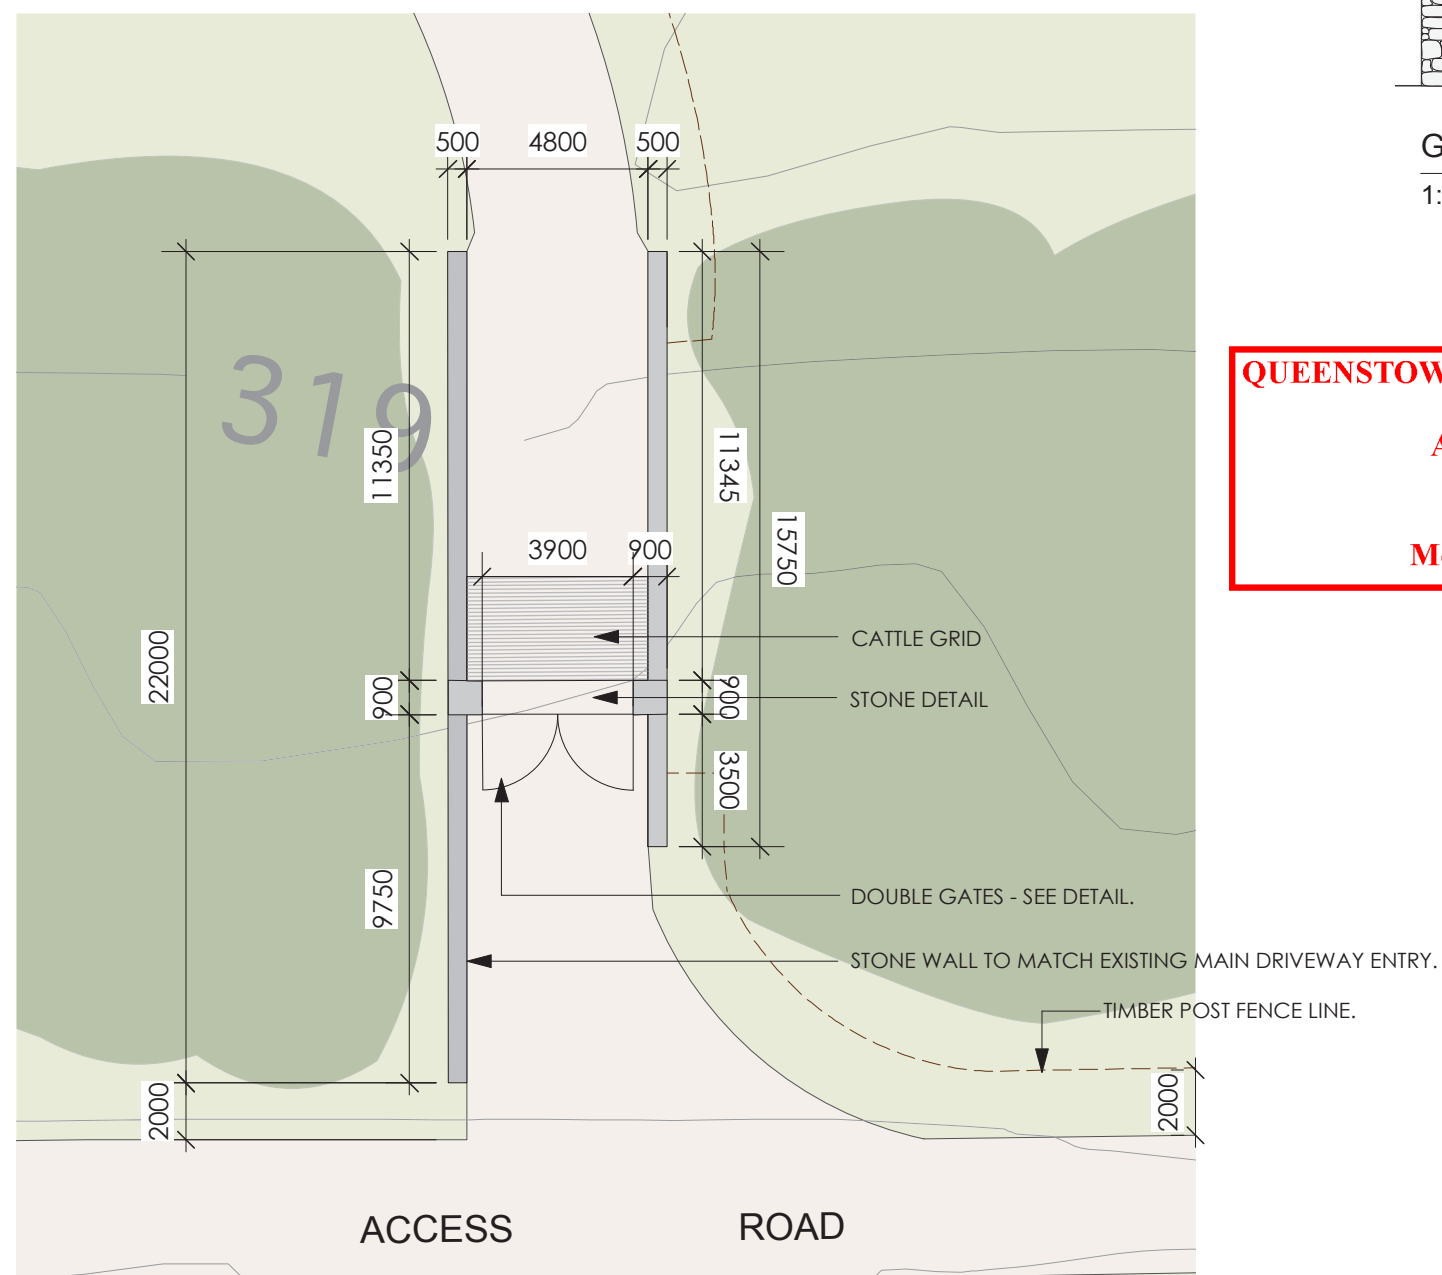 G
1:
500 4800 500
319
QUEENSTOW
A
M
11350
11345
15750
3900 900
22000
CATTLE GRID
900
900
STONE DETAIL
3500
9750
DOUBLE GATES - SEE DETAIL.
STONE WALL TO MATCH EXISTING MAIN DRIVEWAY ENTRY.
TIMBER POST FENCE LINE.
2000
2000
ACCESS ROAD